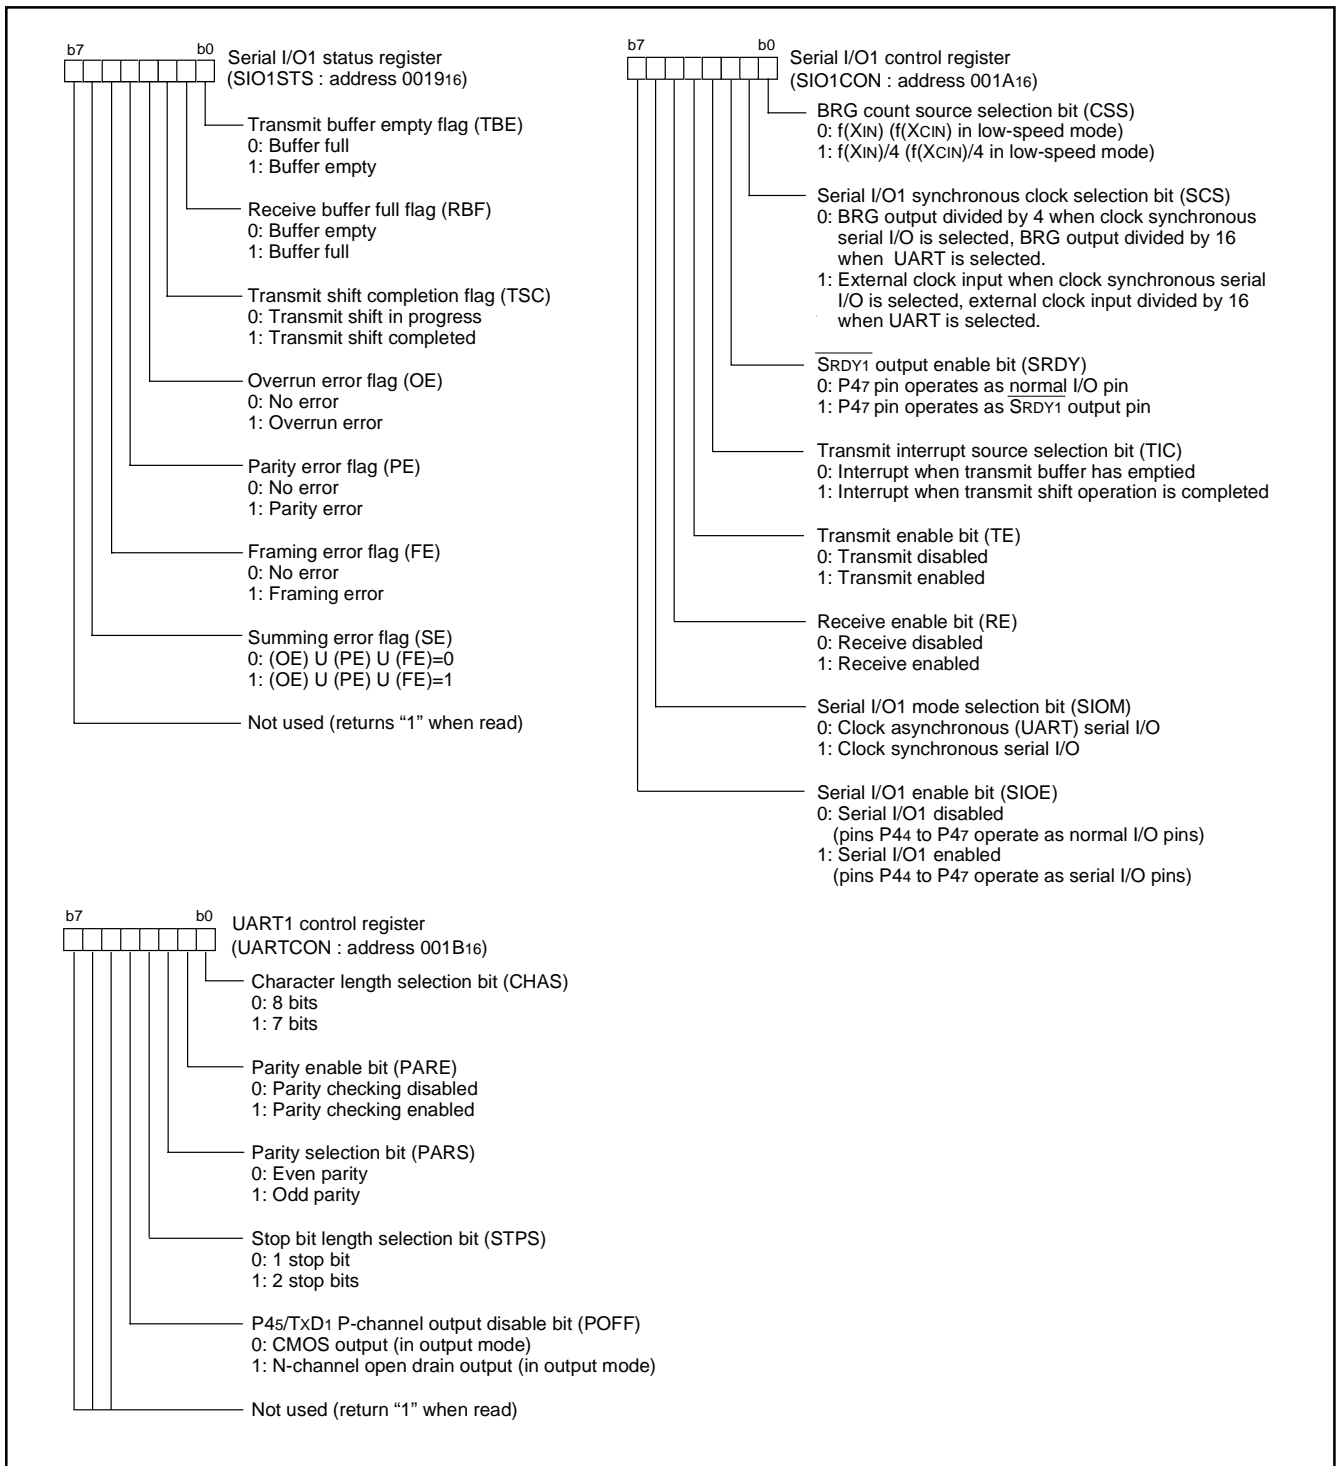 b7 b0 Serial I/O1 status register
(SIO1STS : address 001916)
Transmit buffer empty flag (TBE)
0: Buffer full
1: Buffer empty
Receive buffer full flag (RBF)
0: Buffer empty
1: Buffer full
Transmit shift completion flag (TSC)
0: Transmit shift in progress
1: Transmit shift completed
Overrun error flag (OE)
0: No error
1: Overrun error
Parity error flag (PE)
0: No error
1: Parity error
Framing error flag (FE)
0: No error
1: Framing error
Summing error flag (SE)
0: (OE) U (PE) U (FE)=0
1: (OE) U (PE) U (FE)=1
Not used (returns “1” when read)
b7 b0 Serial I/O1 control register
(SIO1CON : address 001A16)
BRG count source selection bit (CSS)
0: f(XIN) (f(XCIN) in low-speed mode)
1: f(XIN)/4 (f(XCIN)/4 in low-speed mode)
Serial I/O1 synchronous clock selection bit (SCS)
0: BRG output divided by 4 when clock synchronous
serial I/O is selected, BRG output divided by 16
when UART is selected.
1: External clock input when clock synchronous serial
I/O is selected, external clock input divided by 16
when UART is selected.
SRDY1 output enable bit (SRDY)
0: P47 pin operates as normal I/O pin
1: P47 pin operates as SRDY1 output pin
Transmit interrupt source selection bit (TIC)
0: Interrupt when transmit buffer has emptied
1: Interrupt when transmit shift operation is completed
Transmit enable bit (TE)
0: Transmit disabled
1: Transmit enabled
Receive enable bit (RE)
0: Receive disabled
1: Receive enabled
Serial I/O1 mode selection bit (SIOM)
0: Clock asynchronous (UART) serial I/O
1: Clock synchronous serial I/O
Serial I/O1 enable bit (SIOE)
0: Serial I/O1 disabled
(pins P44 to P47 operate as normal I/O pins)
1: Serial I/O1 enabled
(pins P44 to P47 operate as serial I/O pins)
b7 b0 UART1 control register
(UARTCON : address 001B16)
Character length selection bit (CHAS)
0: 8 bits
1: 7 bits
Parity enable bit (PARE)
0: Parity checking disabled
1: Parity checking enabled
Parity selection bit (PARS)
0: Even parity
1: Odd parity
Stop bit length selection bit (STPS)
0: 1 stop bit
1: 2 stop bits
P45/TXD1 P-channel output disable bit (POFF)
0: CMOS output (in output mode)
1: N-channel open drain output (in output mode)
Not used (return “1” when read)